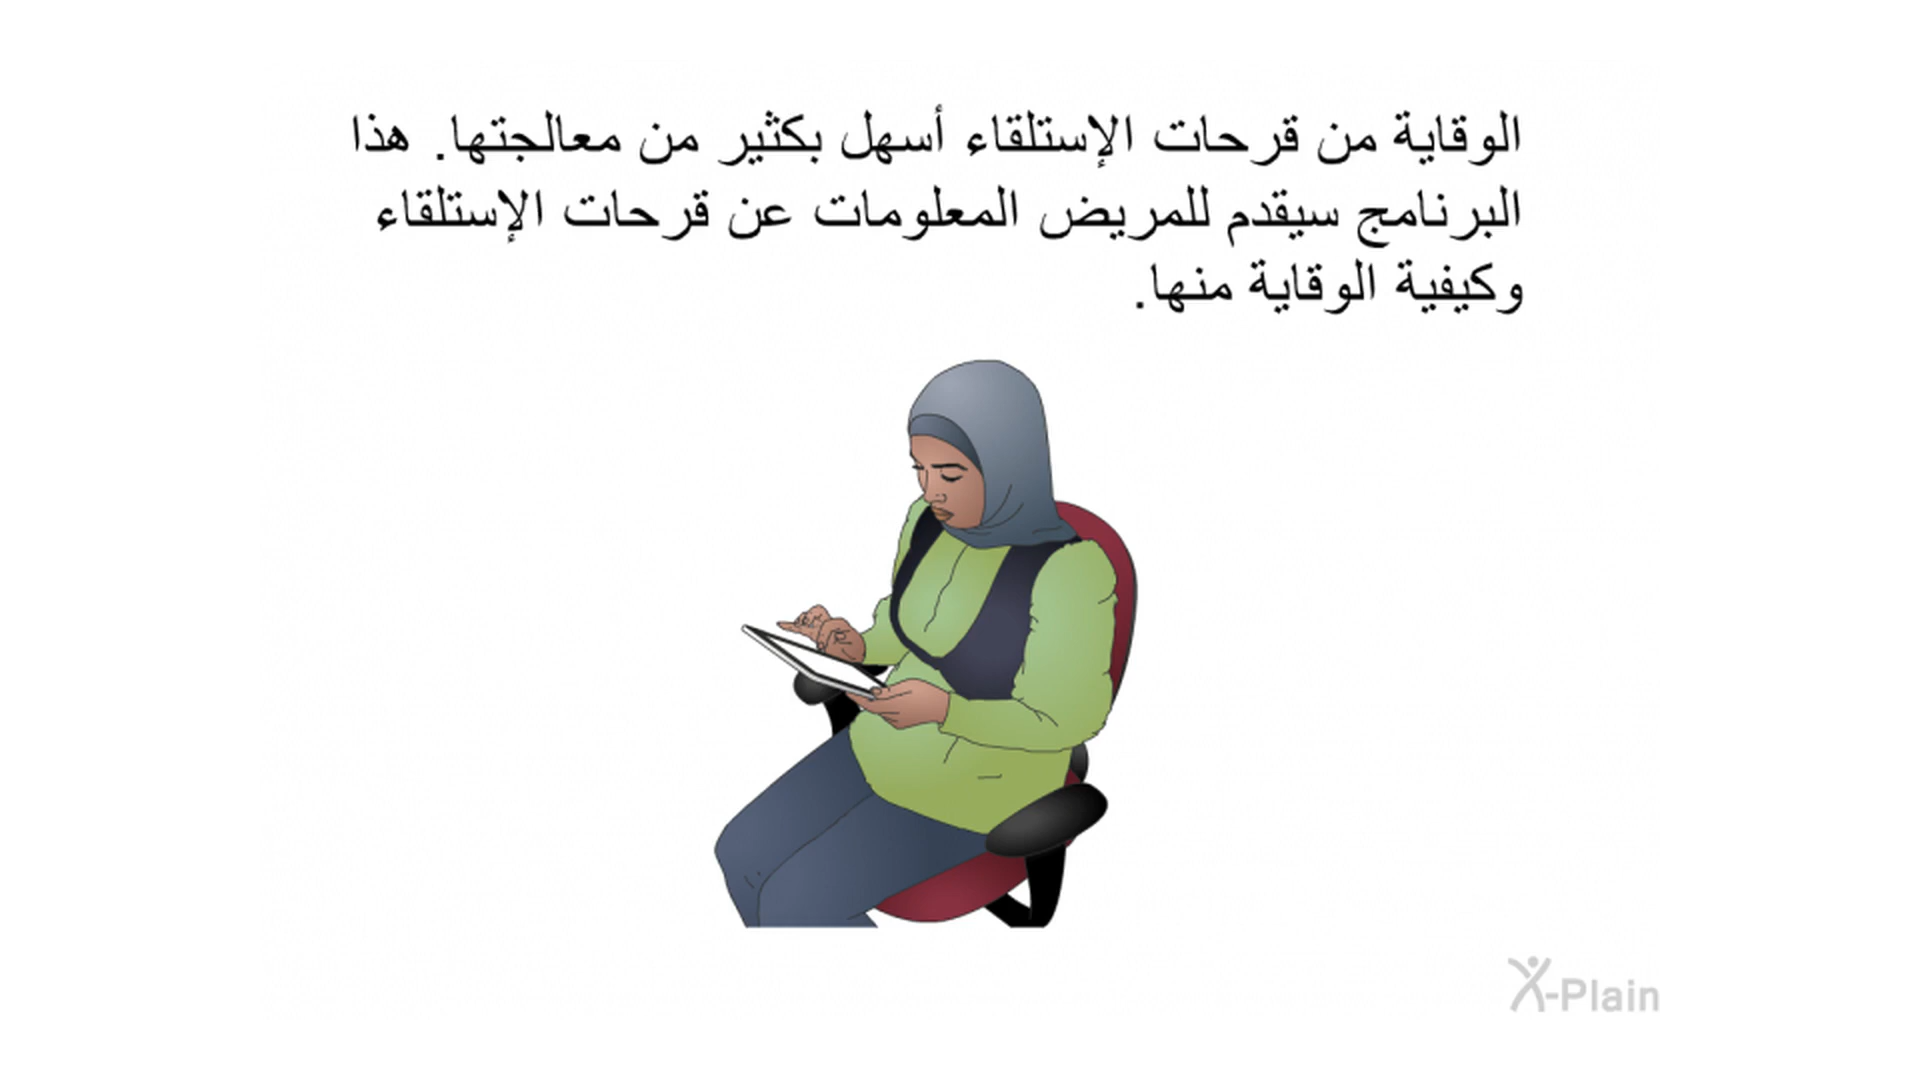 الوقاية من قرحات الإستلقاء أسهل بكثير من معالجتها. هذا
البرنامج سيقدم للمريض المعلومات عن قرحات الإستلقاء
وكيفية الوقاية منها.
X-Plain